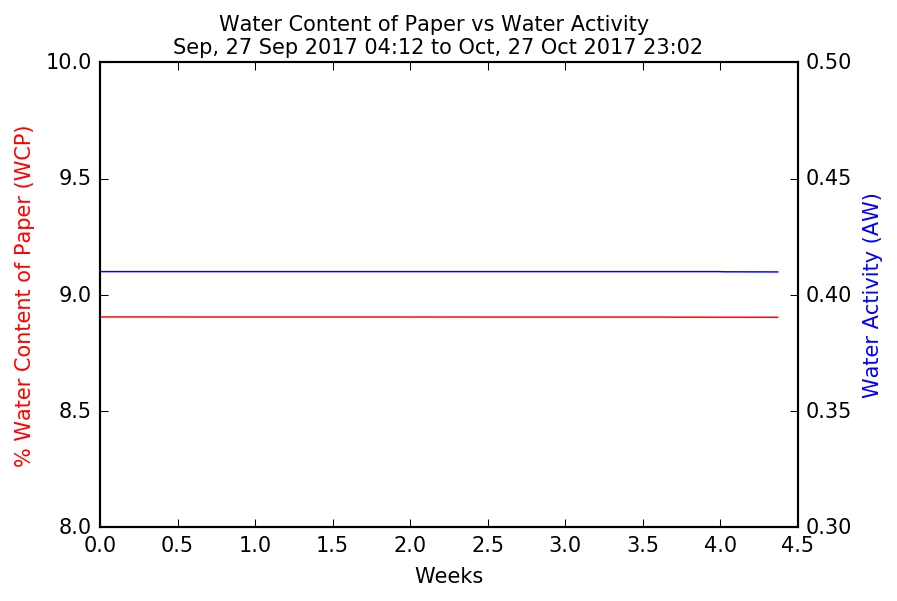 Water Content of Paper vs Water Activity
Sep, 27 Sep 2017 04:12 to Oct, 27 Oct 2017 23:02
% Water Content of Paper (WCP)
10.0
9.5
9.0
8.5
8.0
0.50
0.45
0.40
0.35
0.30
Water Activity (AW)
0.0 0.5 1.0 1.5 2.0 2.5 3.0 3.5 4.0 4.5
Weeks